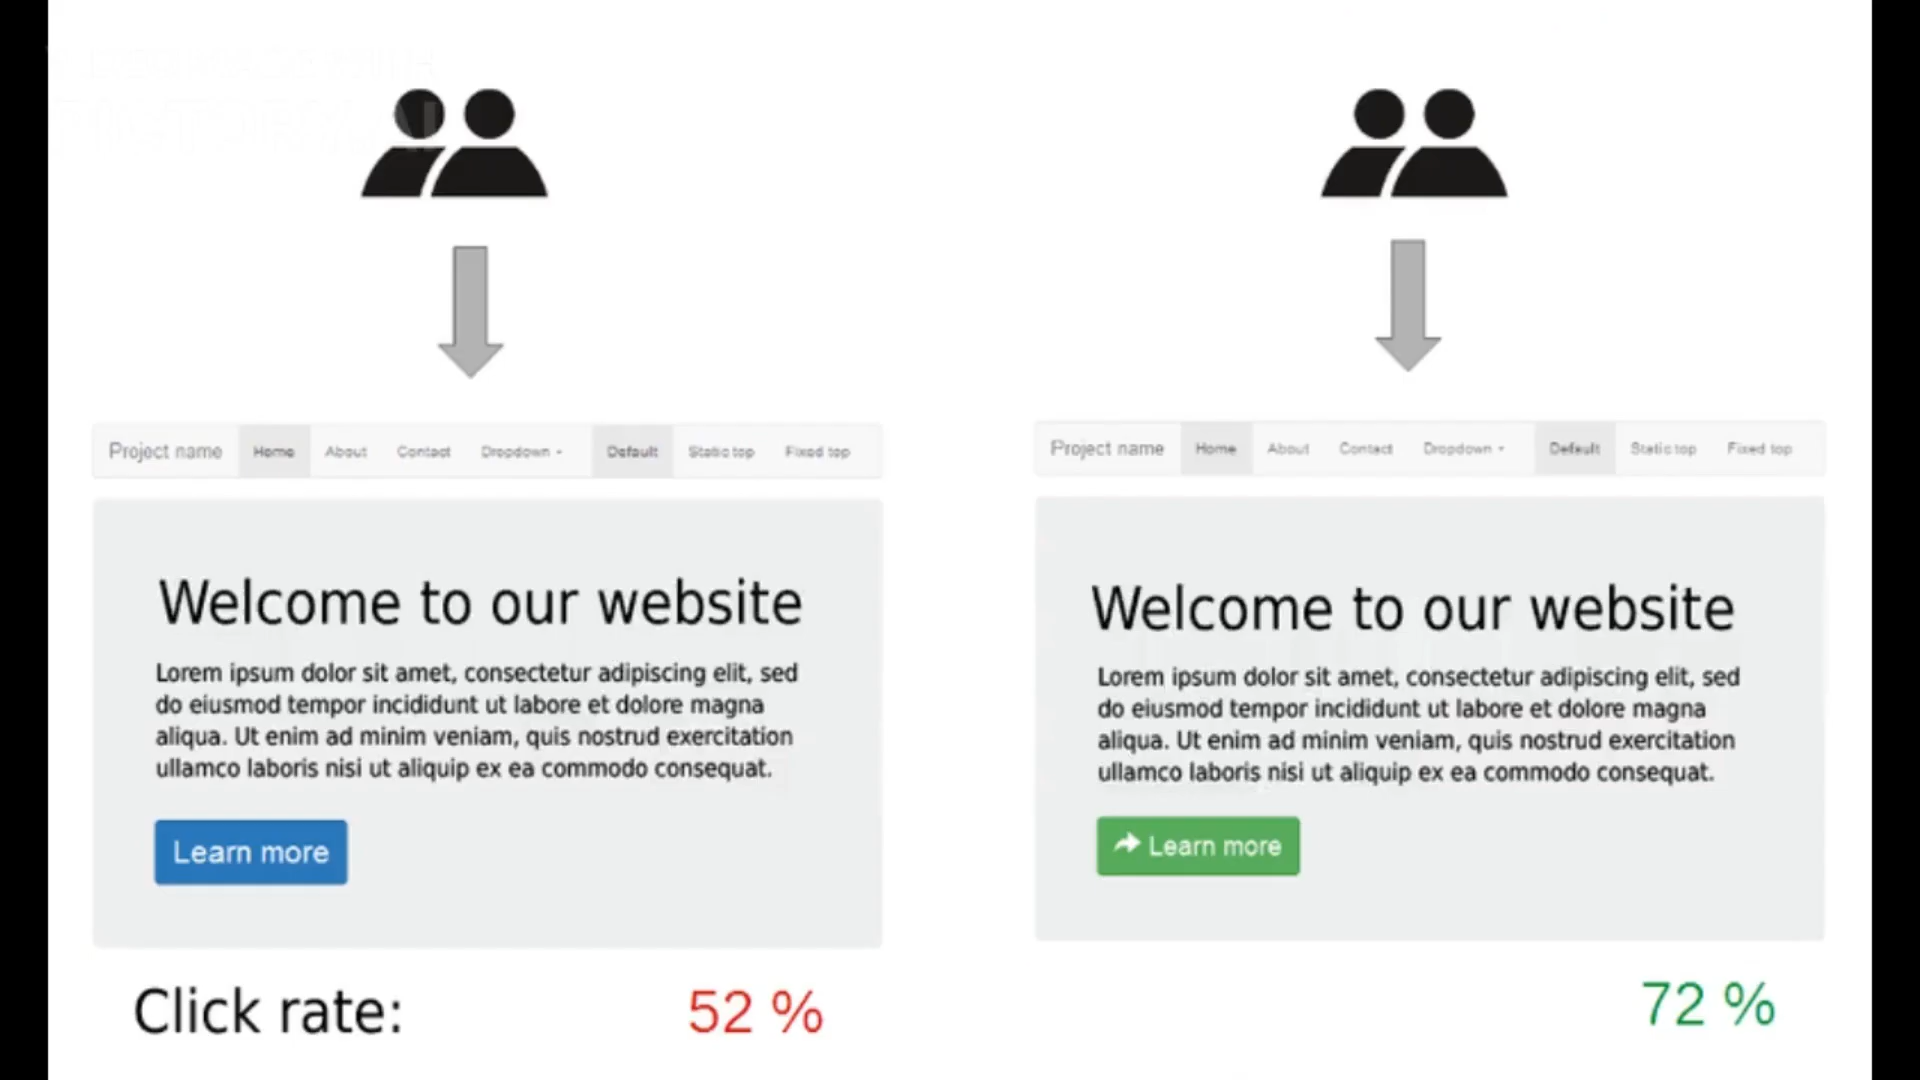 Project name Home About Contact Dropdown Default Static top Fixed top
Welcome to our website
Lorem ipsum dolor sit amet, consectetur adipiscing elit, sed
do eiusmod tempor incididunt ut labore et dolore magna
aliqua. Ut enim ad minim veniam, quis nostrud exercitation
ullamco laboris nisi ut aliquip ex ea commodo consequat.
Learn more
Click rate: 52 %
Project name Home About Contact Dropdown Default Static top Fixed top
Welcome to our website
Lorem ipsum dolor sit amet, consectetur adipiscing elit, sed
do eiusmod tempor incididunt ut labore et dolore magna
aliqua. Ut enim ad minim veniam, quis nostrud exercitation
ullamco laboris nisi ut aliquip ex ea commodo consequat.
Learn more
72 %